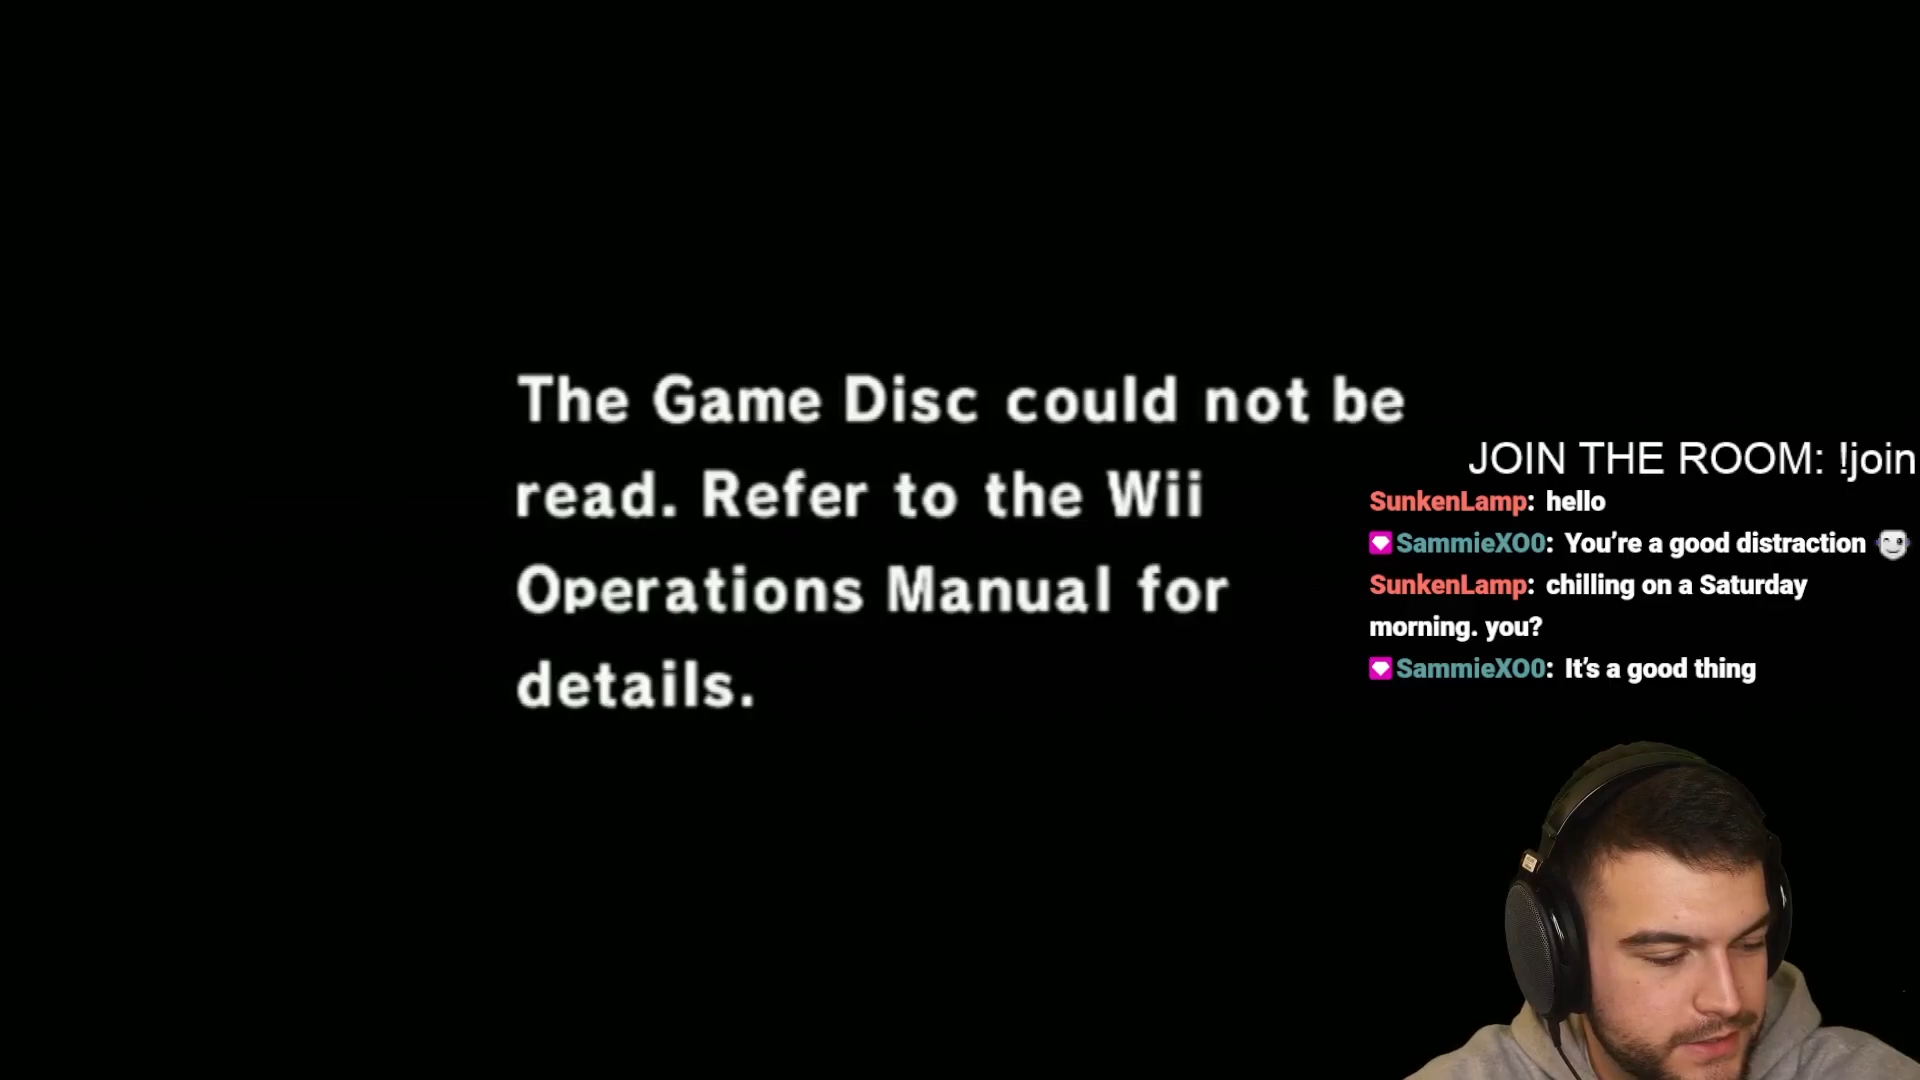 The Game Disc could not be
read. Refer to the Wii
Operations Manual for
details.
JOIN THE ROOM: !join
SunkenLamp: hello
SammieXO0: You’re a good distraction
SunkenLamp: chilling on a Saturday
morning. you?
SammieXO0: It’s a good thing